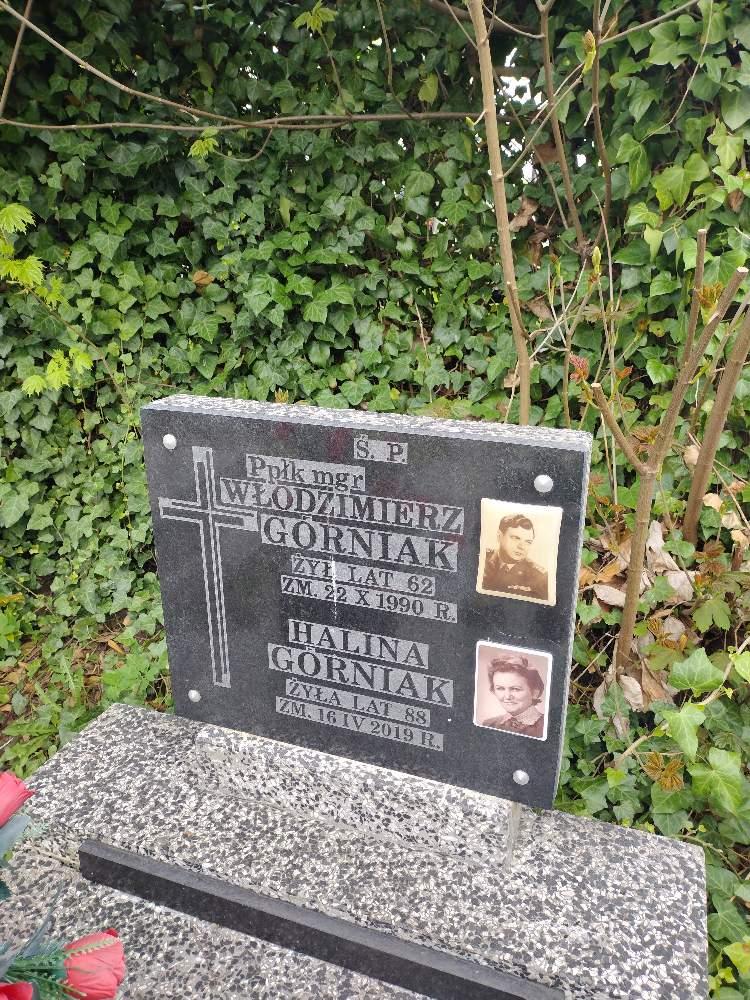 Ś. P.
Ppłk mgr
WŁODZIMIERZ
GÓRNIAK
ŻYŁ LAT 62
ZM. 22 X 1990 R.
HALINA
GÓRNIAK
ŻYŁA LAT 88
ZM. 16 IV 2019 R.